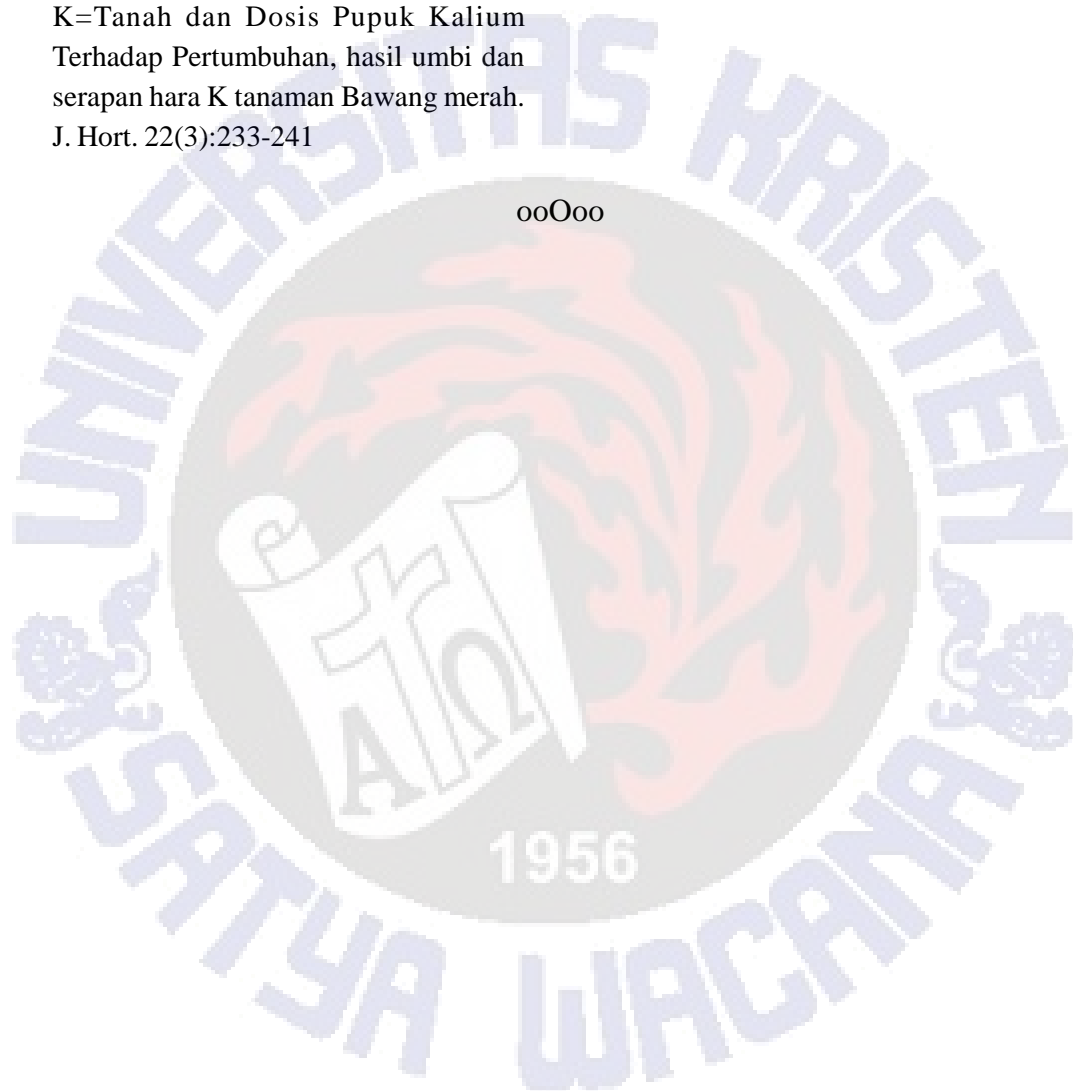 K=Tanah dan Dosis Pupuk Kalium
Terhadap Pertumbuhan, hasil umbi dan
serapan hara K tanaman Bawang merah.
J. Hort. 22(3):233-241
ooOoo
UNIVERSITAS KRISTEN
Α Ω
1956
SATYA WACANA